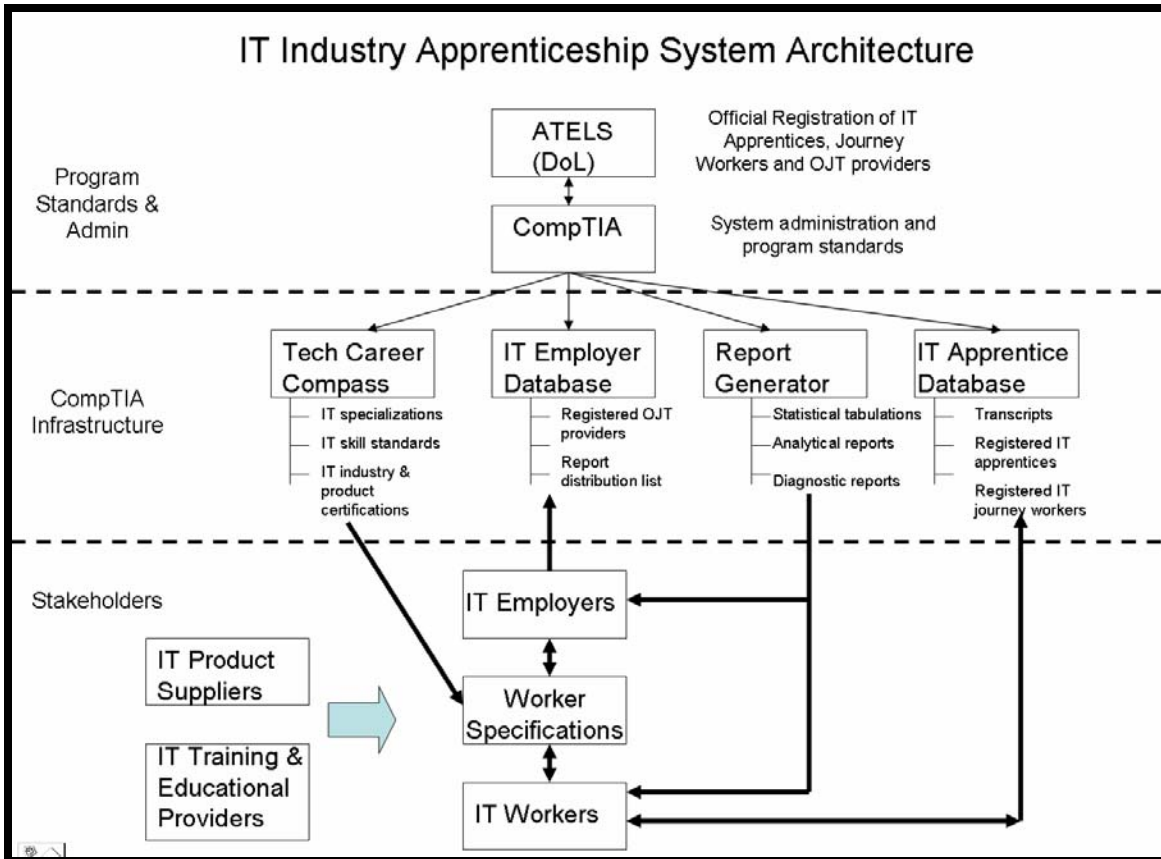 IT Industry Apprenticeship System Architecture
ATELS
(DoL)
Official Registration of IT
Apprentices, Journey
Workers and OJT providers
Program
Standards &
Admin
CompTIA
System administration and
program standards
CompTIA
Infrastructure
Tech Career
Compass
IT specializations
IT skill standards
IT industry &
product
certifications
IT Employer
Database
Registered OJT
providers
Report
distribution list
Report
Generator
Statistical tabulations
Analytical reports
Diagnostic reports
IT Apprentice
Database
Transcripts
Registered IT
apprentices
Registered IT
journey workers
Stakeholders
IT Product
Suppliers
IT Training &
Educational
Providers
IT Employers
Worker
Specifications
IT Workers